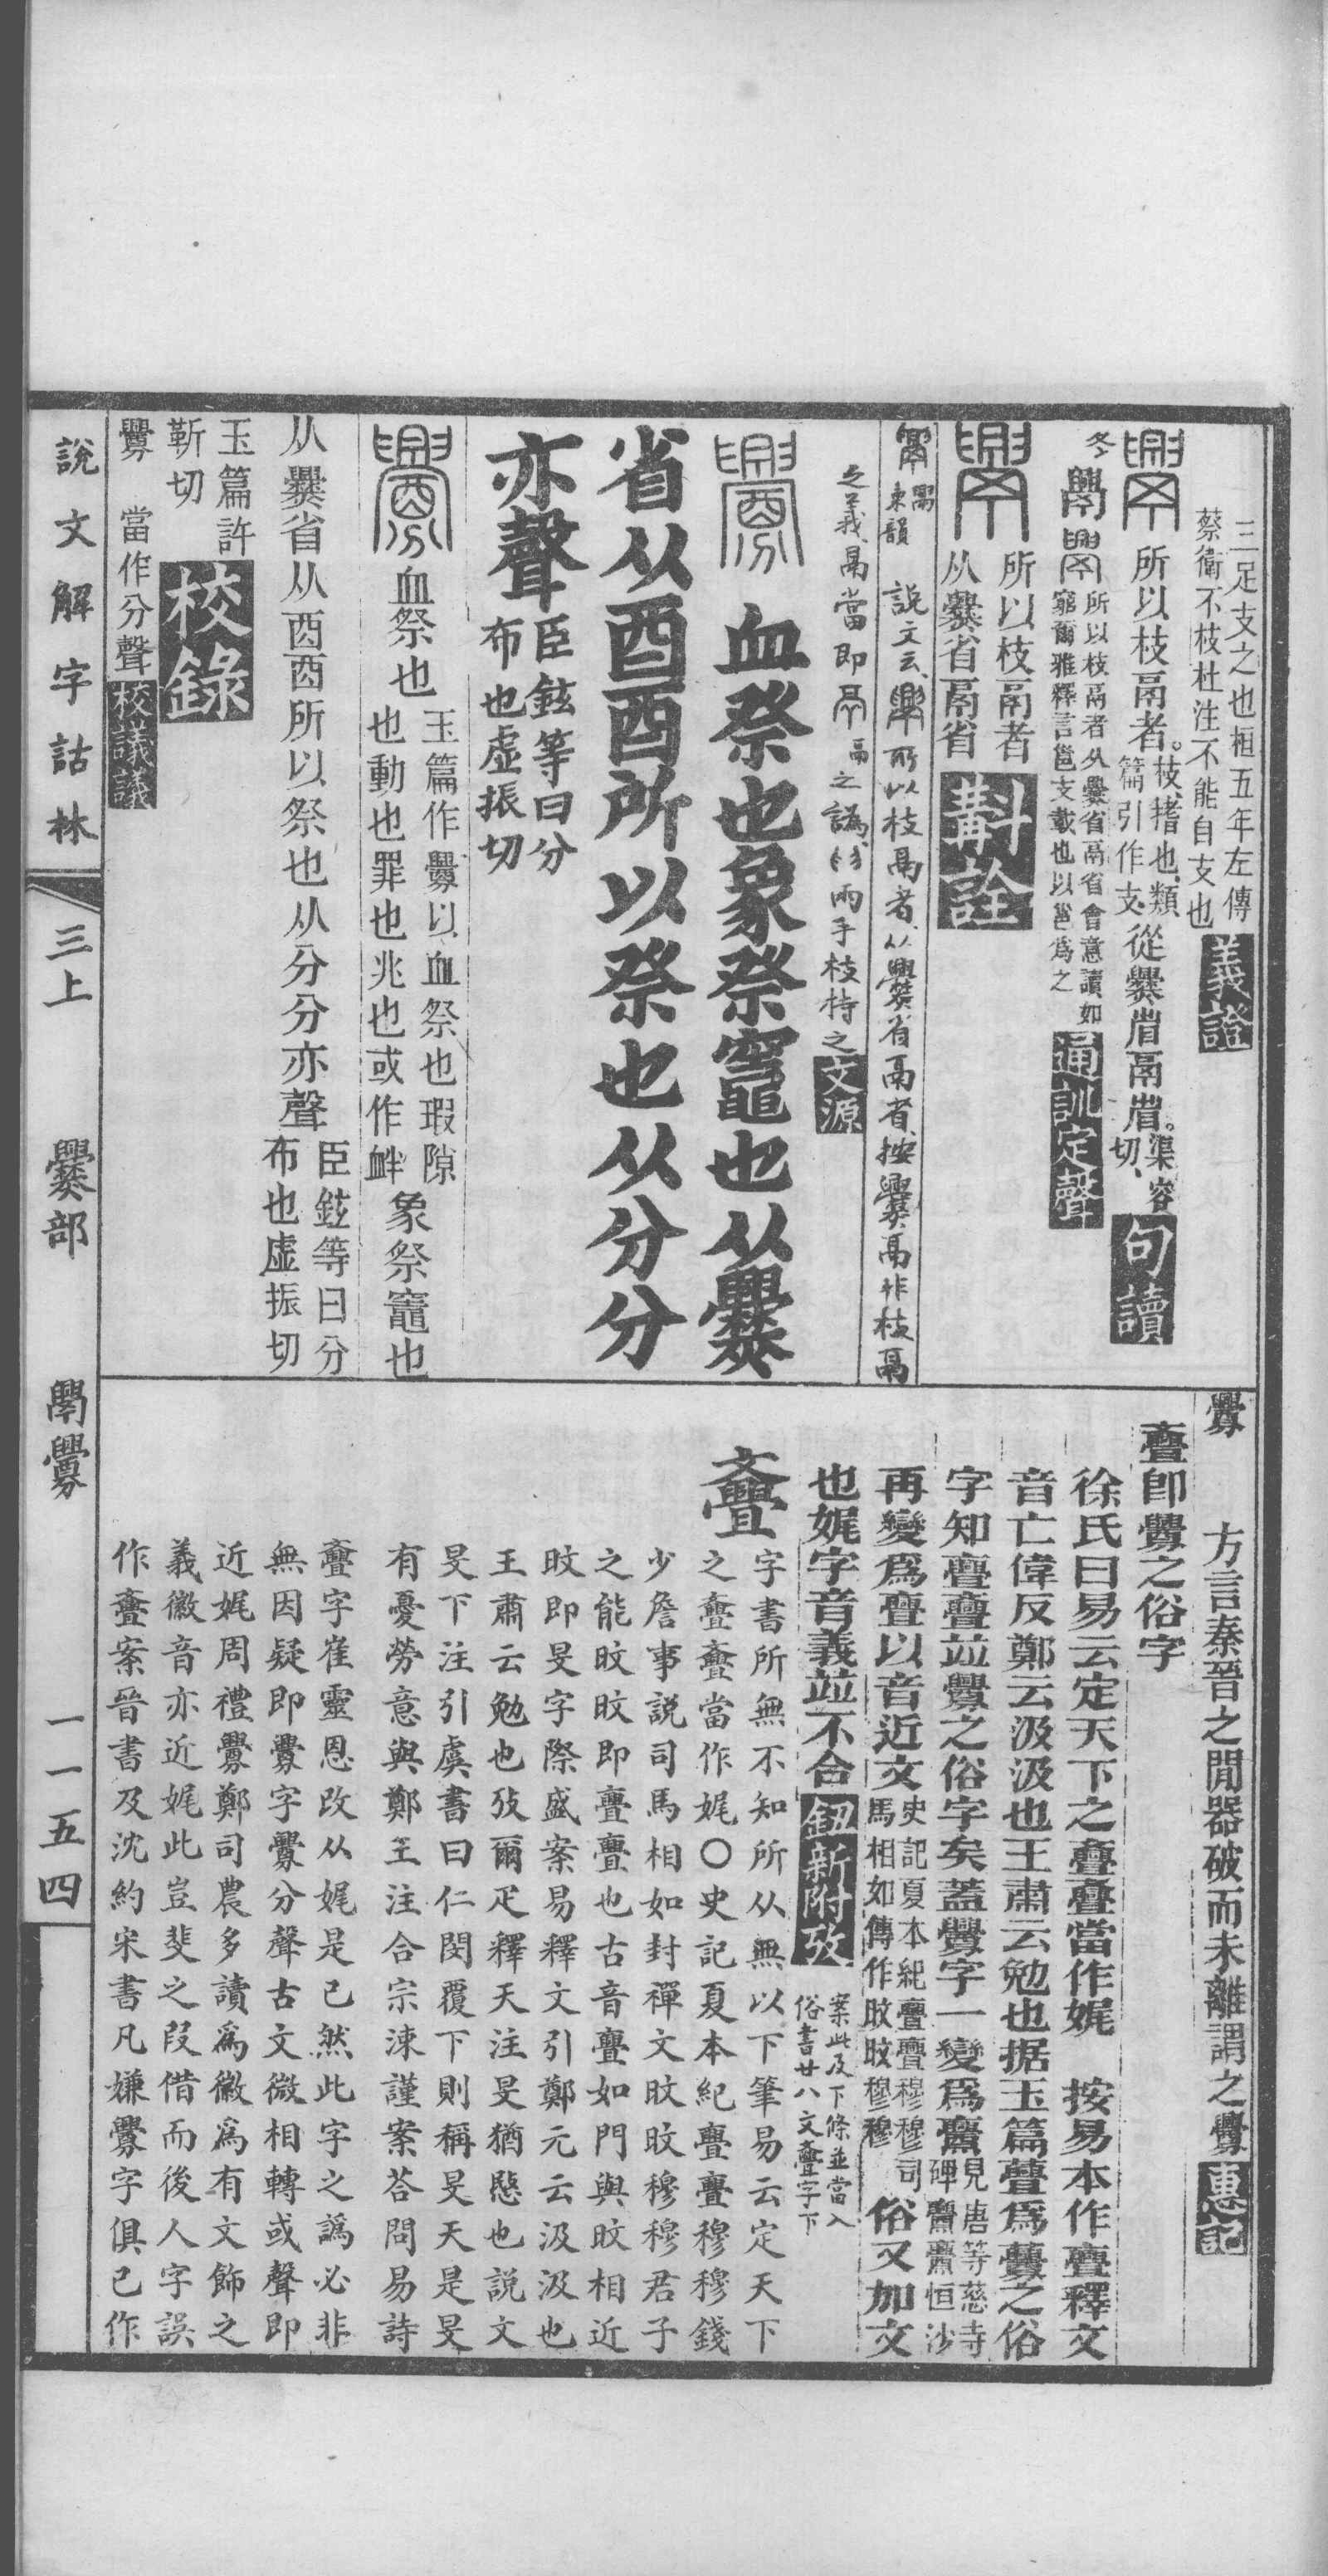 三足支之也桓五年左傳
蔡衛不枝杜注不能自支也
義證
所以枝鬲者。枝搘也類
篇引作支從爨省鬲省。渠容
切
句讀
所以枝鬲者从爨省鬲省會意讀如
窮爾雅釋言邕支載也以邕爲之
通訓定聲
所以枝鬲者
从爨省鬲省
斠詮
東韻
説文云所以枝鬲者从爨省鬲省按爨鬲非枝鬲
之義鬲當即鬲之譌从兩手枝持之
文源
血祭也象祭竈也从爨
省从酉酉所以祭也从分分
亦聲臣鉉等曰分
布也虛振切
血祭也
玉篇作釁以血祭也瑕隙
也動也罪也兆也或作衅
象祭竈也
从爨省从酉酉所以祭也从分分亦聲
臣鉉等曰分
布也虛振切
玉篇許
靳切
校錄
釁 當作分聲
校議議
釁 方言秦晉之閒器破而未離謂之釁
惠記
亹卽釁之俗字
徐氏曰易云定天下之亹亹當作娓 按易本作亹釋文
音亡偉反鄭云汲汲也王肅云勉也据玉篇亹爲釁之俗
字知亹亹竝釁之俗字矣蓋釁字一變爲
見唐等慈寺
碑
恒沙
再變爲亹以音近文
史記夏本紀亹亹穆穆司
馬相如傳作旼旼穆穆
俗又加文
也娓字音義竝不合
鈕新附攷
案此及下條並當入
俗書廿八文亹字下
亹
字書所無不知所从無以下筆易云定天下
之亹亹當作娓〇史記夏本紀亹亹穆穆錢
少詹事説司馬相如封禪文旼旼穆穆君子
之能旼旼即亹亹也古音亹如門與旼相近
旼即旻字際盛案易釋文引鄭元云汲汲也
王肅云勉也攷爾疋釋天注旻猶愍也説文
旻下注引虞書曰仁閔覆下則稱旻天是旻
有憂勞意與鄭王注合宗涑謹案荅問易詩
亹字崔靈恩改从娓是已然此字之譌必非
無因疑即釁字釁分聲古文微相轉或聲即
近娓周禮釁鄭司農多讀爲徽爲有文飾之
義徽音亦近娓此豈斐之叚借而後人字誤
作亹案晉書及沈約宋書凡嫌釁字俱已作
説文解字詁林
三上
爨部
釁
一一五四